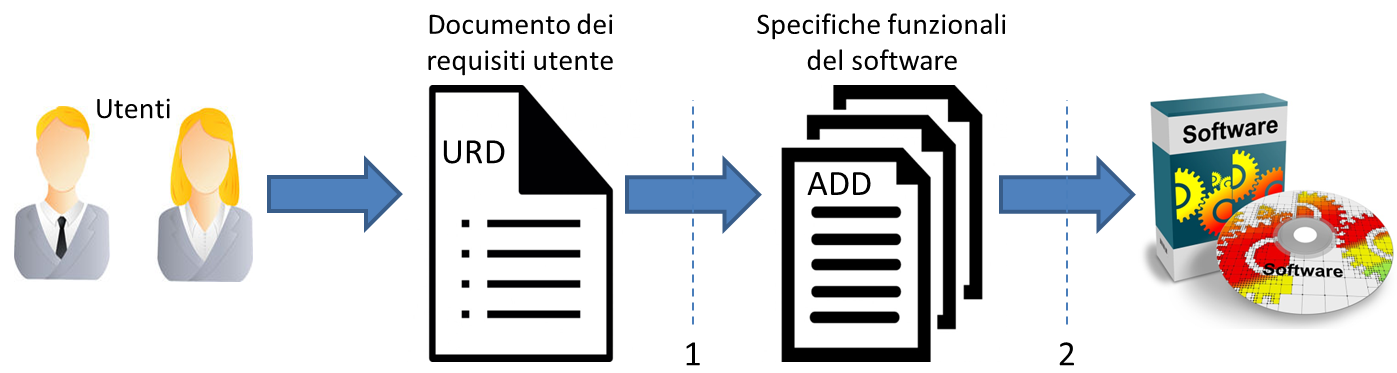 Utenti
Documento dei
requisiti utente
URD
1
Specifiche funzionali
del software
ADD
2
Software
Software